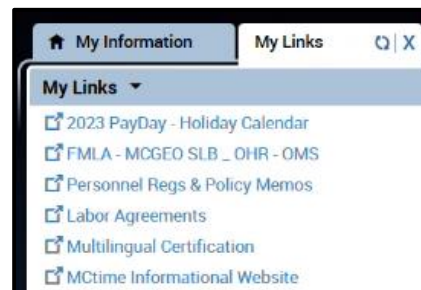 My Information
My Links
X
My Links
2023 PayDay - Holiday Calendar
FMLA - MCGEO SLB _ OHR - OMS
Personnel Regs & Policy Memos
Labor Agreements
Multilingual Certification
MCtime Informational Website